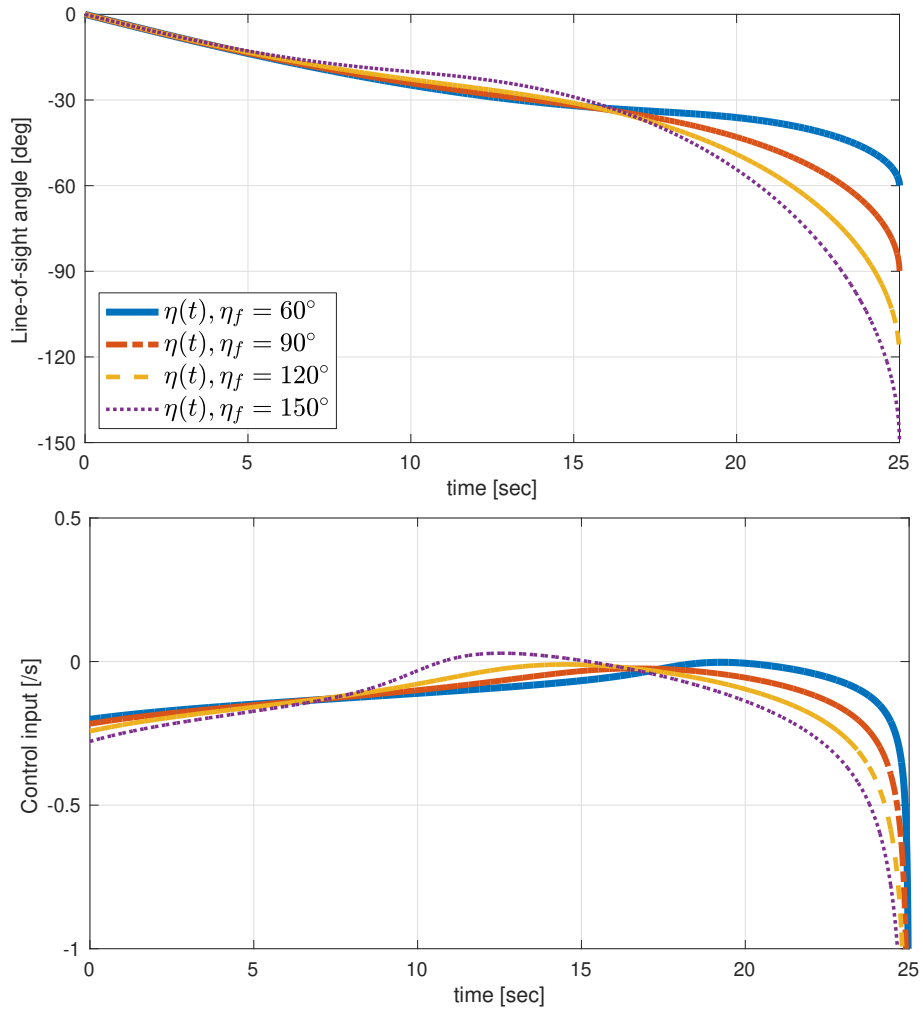 0
-30
-60
-90
-120
-150
Line-of-sight angle [deg]
η(t), η_f = 60°
η(t), η_f = 90°
η(t), η_f = 120°
η(t), η_f = 150°
0 5 10 15 20 25
time [sec]
0.5
0
-0.5
-1
Control input [/s]
0 5 10 15 20 25
time [sec]